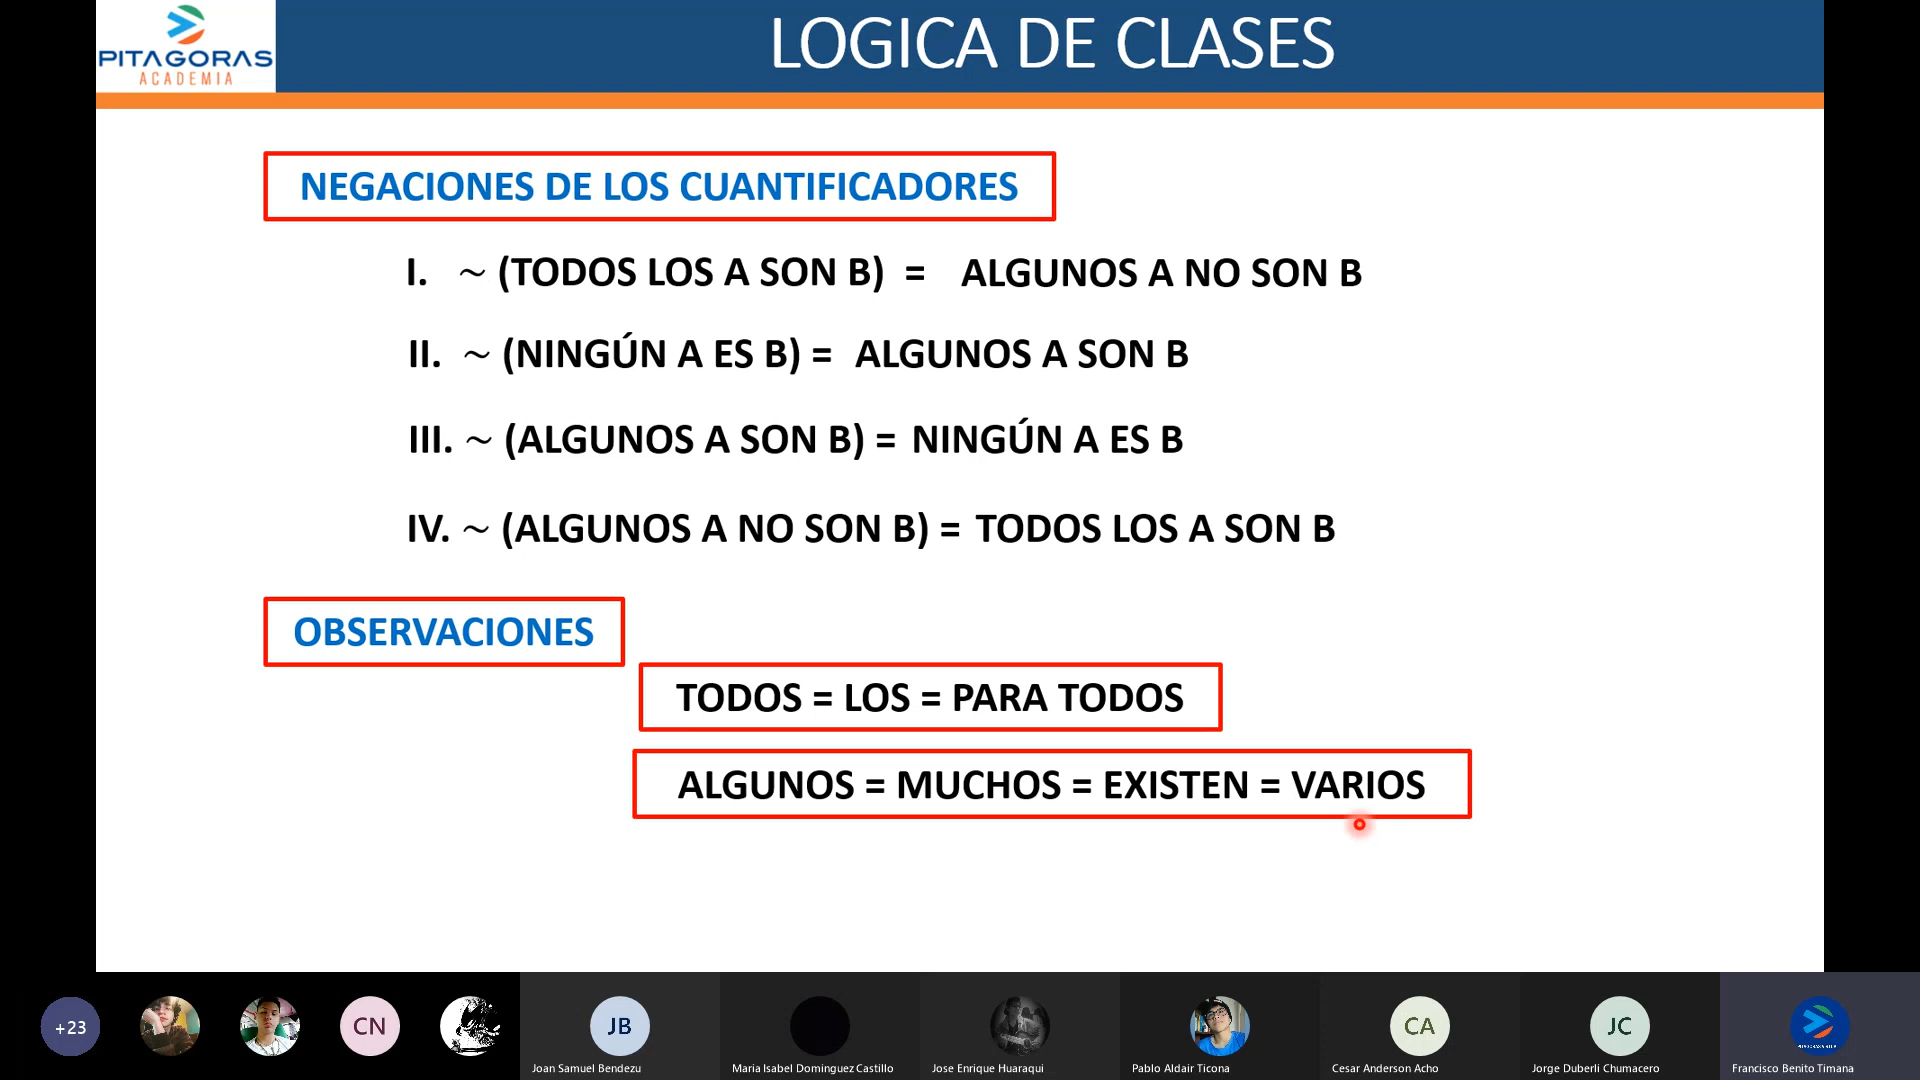 PITAGORAS
ACADEMIA
LOGICA DE CLASES
NEGACIONES DE LOS CUANTIFICADORES
I. ~ (TODOS LOS A SON B) = ALGUNOS A NO SON B
II. ~ (NINGÚN A ES B) = ALGUNOS A SON B
III. ~ (ALGUNOS A SON B) = NINGÚN A ES B
IV. ~ (ALGUNOS A NO SON B) = TODOS LOS A SON B
OBSERVACIONES
TODOS = LOS = PARA TODOS
ALGUNOS = MUCHOS = EXISTEN = VARIOS
+23
CN
JB
CA
JC
Joan Samuel Bendezu
Maria Isabel Dominguez Castillo
Jose Enrique Huaraqui
Pablo Aldair Ticona
Cesar Anderson Acho
Jorge Duberli Chumacero
Francisco Benito Timana